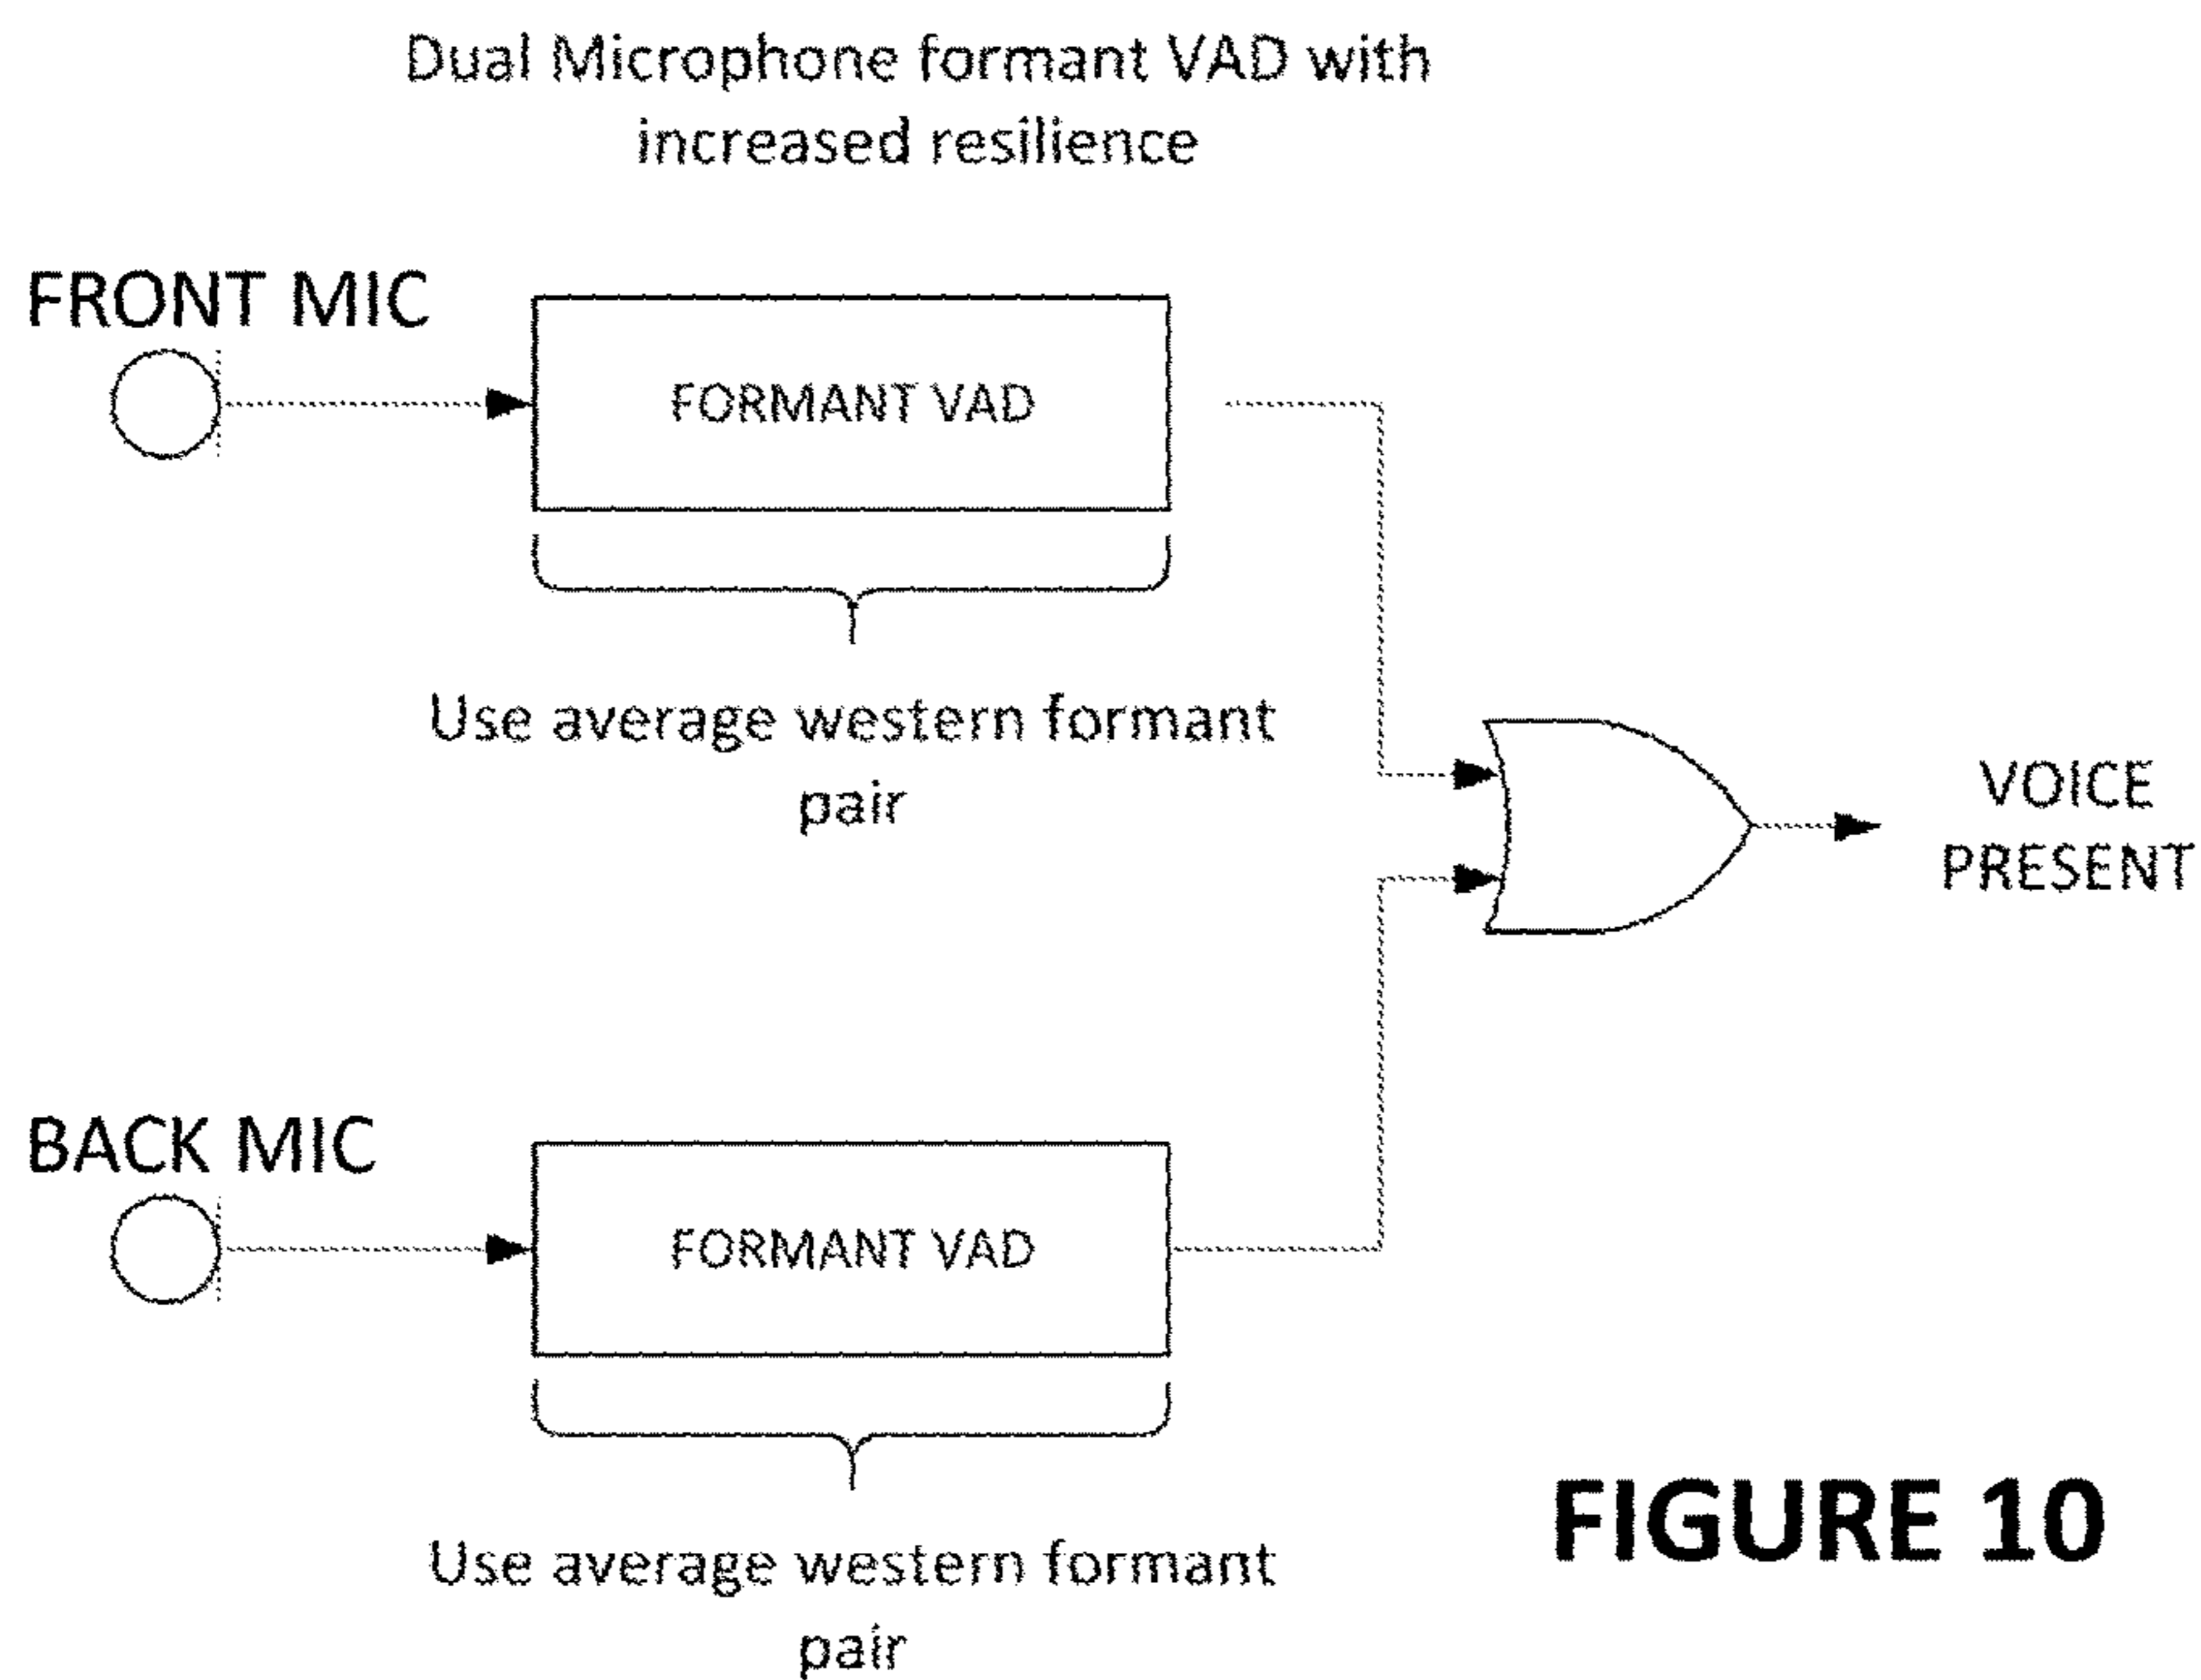 Dual Microphone formant VAD with
increased resilience
FRONT MIC
FORMANT VAD
Use average western formant
pair
VOICE
PRESENT
BACK MIC
FORMANT VAD
Use average western formant
pair
FIGURE 10